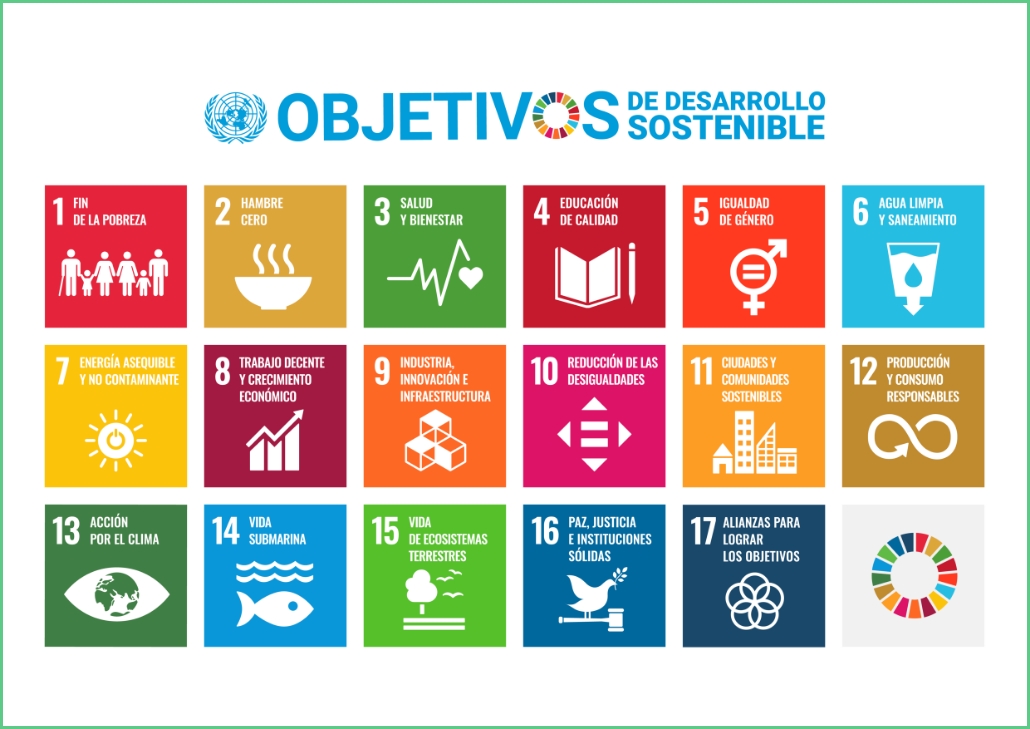 OBJETIVOS DE DESARROLLO
SOSTENIBLE
1 FIN
DE LA POBREZA
2 HAMBRE
CERO
3 SALUD
Y BIENESTAR
4 EDUCACIÓN
DE CALIDAD
5 IGUALDAD
DE GÉNERO
6 AGUA LIMPIA
Y SANEAMIENTO
7 ENERGÍA ASEQUIBLE
Y NO CONTAMINANTE
8 TRABAJO DECENTE
Y CRECIMIENTO
ECONÓMICO
9 INDUSTRIA,
INNOVACIÓN E
INFRAESTRUCTURA
10 REDUCCIÓN DE LAS
DESIGUALDADES
11 CIUDADES Y
COMUNIDADES
SOSTENIBLES
12 PRODUCCIÓN
Y CONSUMO
RESPONSABLES
13 ACCIÓN
POR EL CLIMA
14 VIDA
SUBMARINA
15 VIDA
DE ECOSISTEMAS
TERRESTRES
16 PAZ, JUSTICIA
E INSTITUCIONES
SÓLIDAS
17 ALIANZAS PARA
LOGRAR
LOS OBJETIVOS